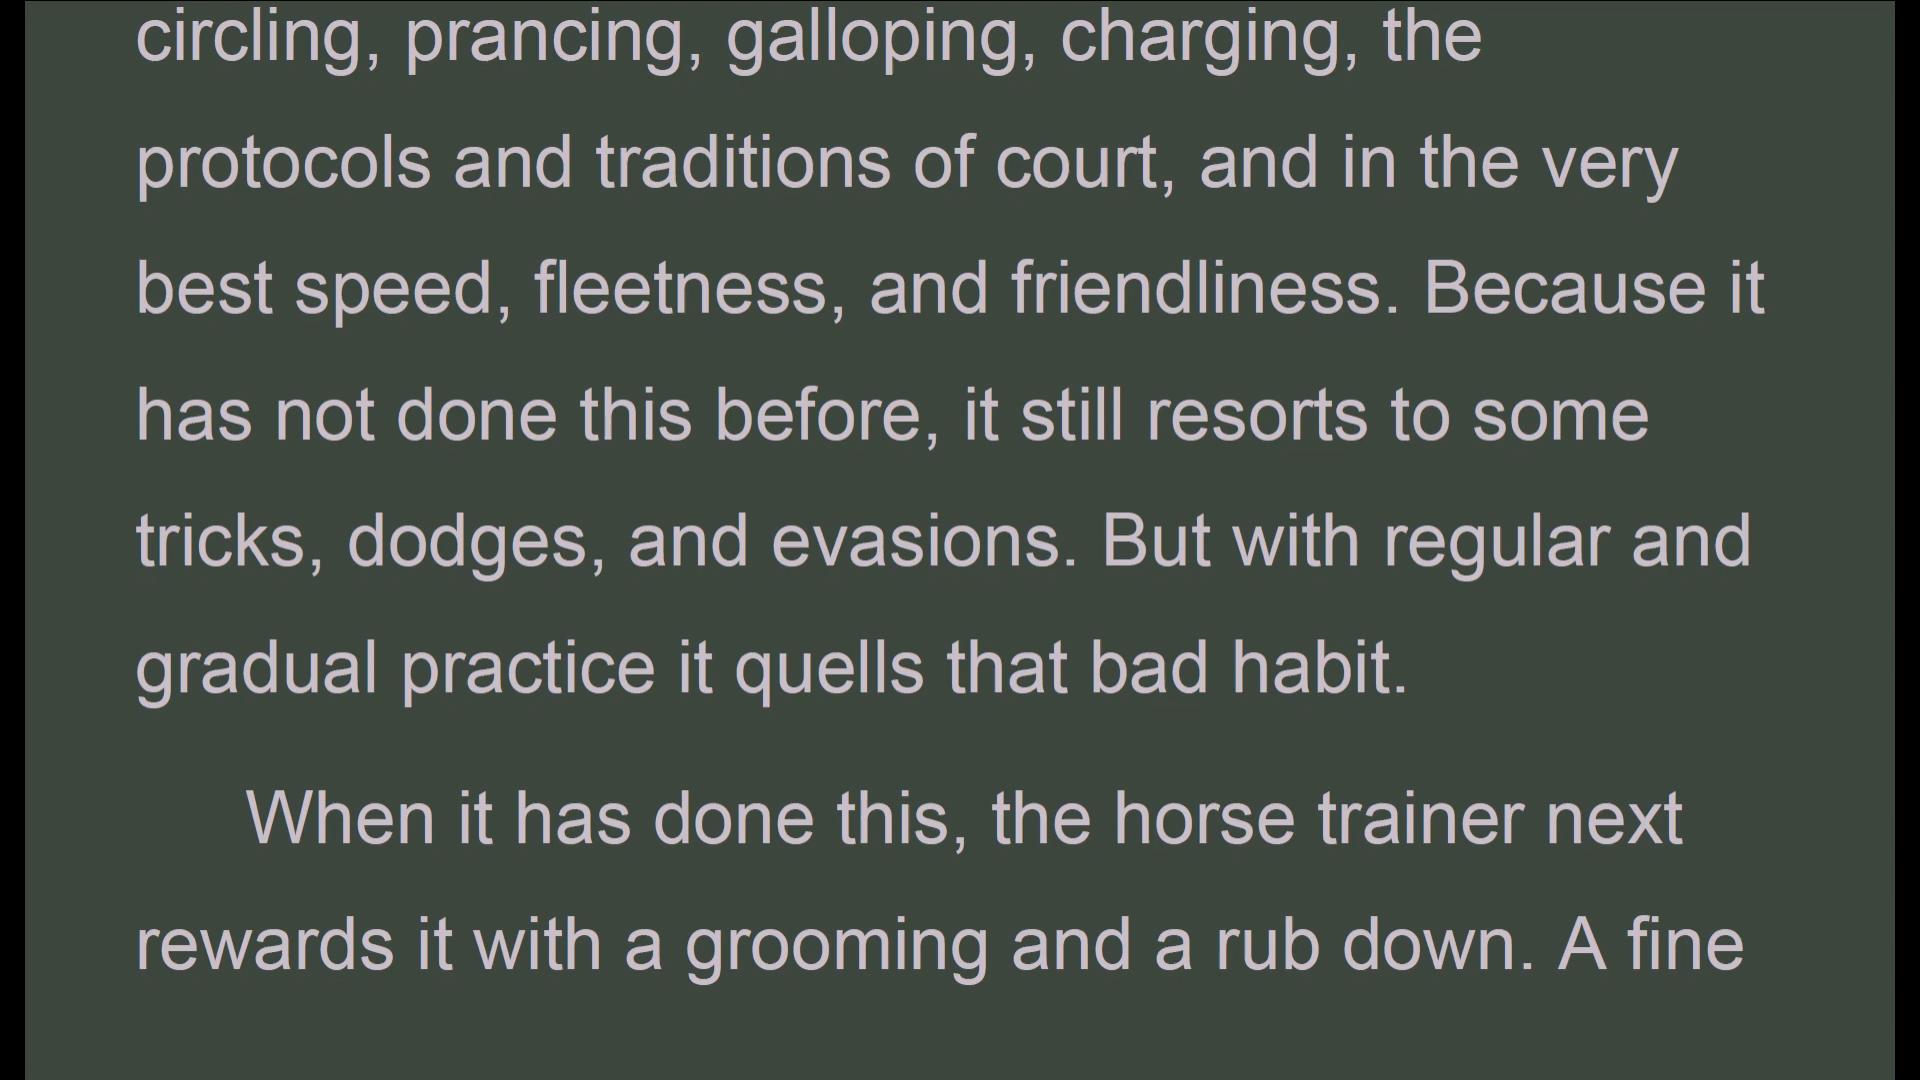 circling, prancing, galloping, charging, the
protocols and traditions of court, and in the very
best speed, fleetness, and friendliness. Because it
has not done this before, it still resorts to some
tricks, dodges, and evasions. But with regular and
gradual practice it quells that bad habit.
When it has done this, the horse trainer next
rewards it with a grooming and a rub down. A fine